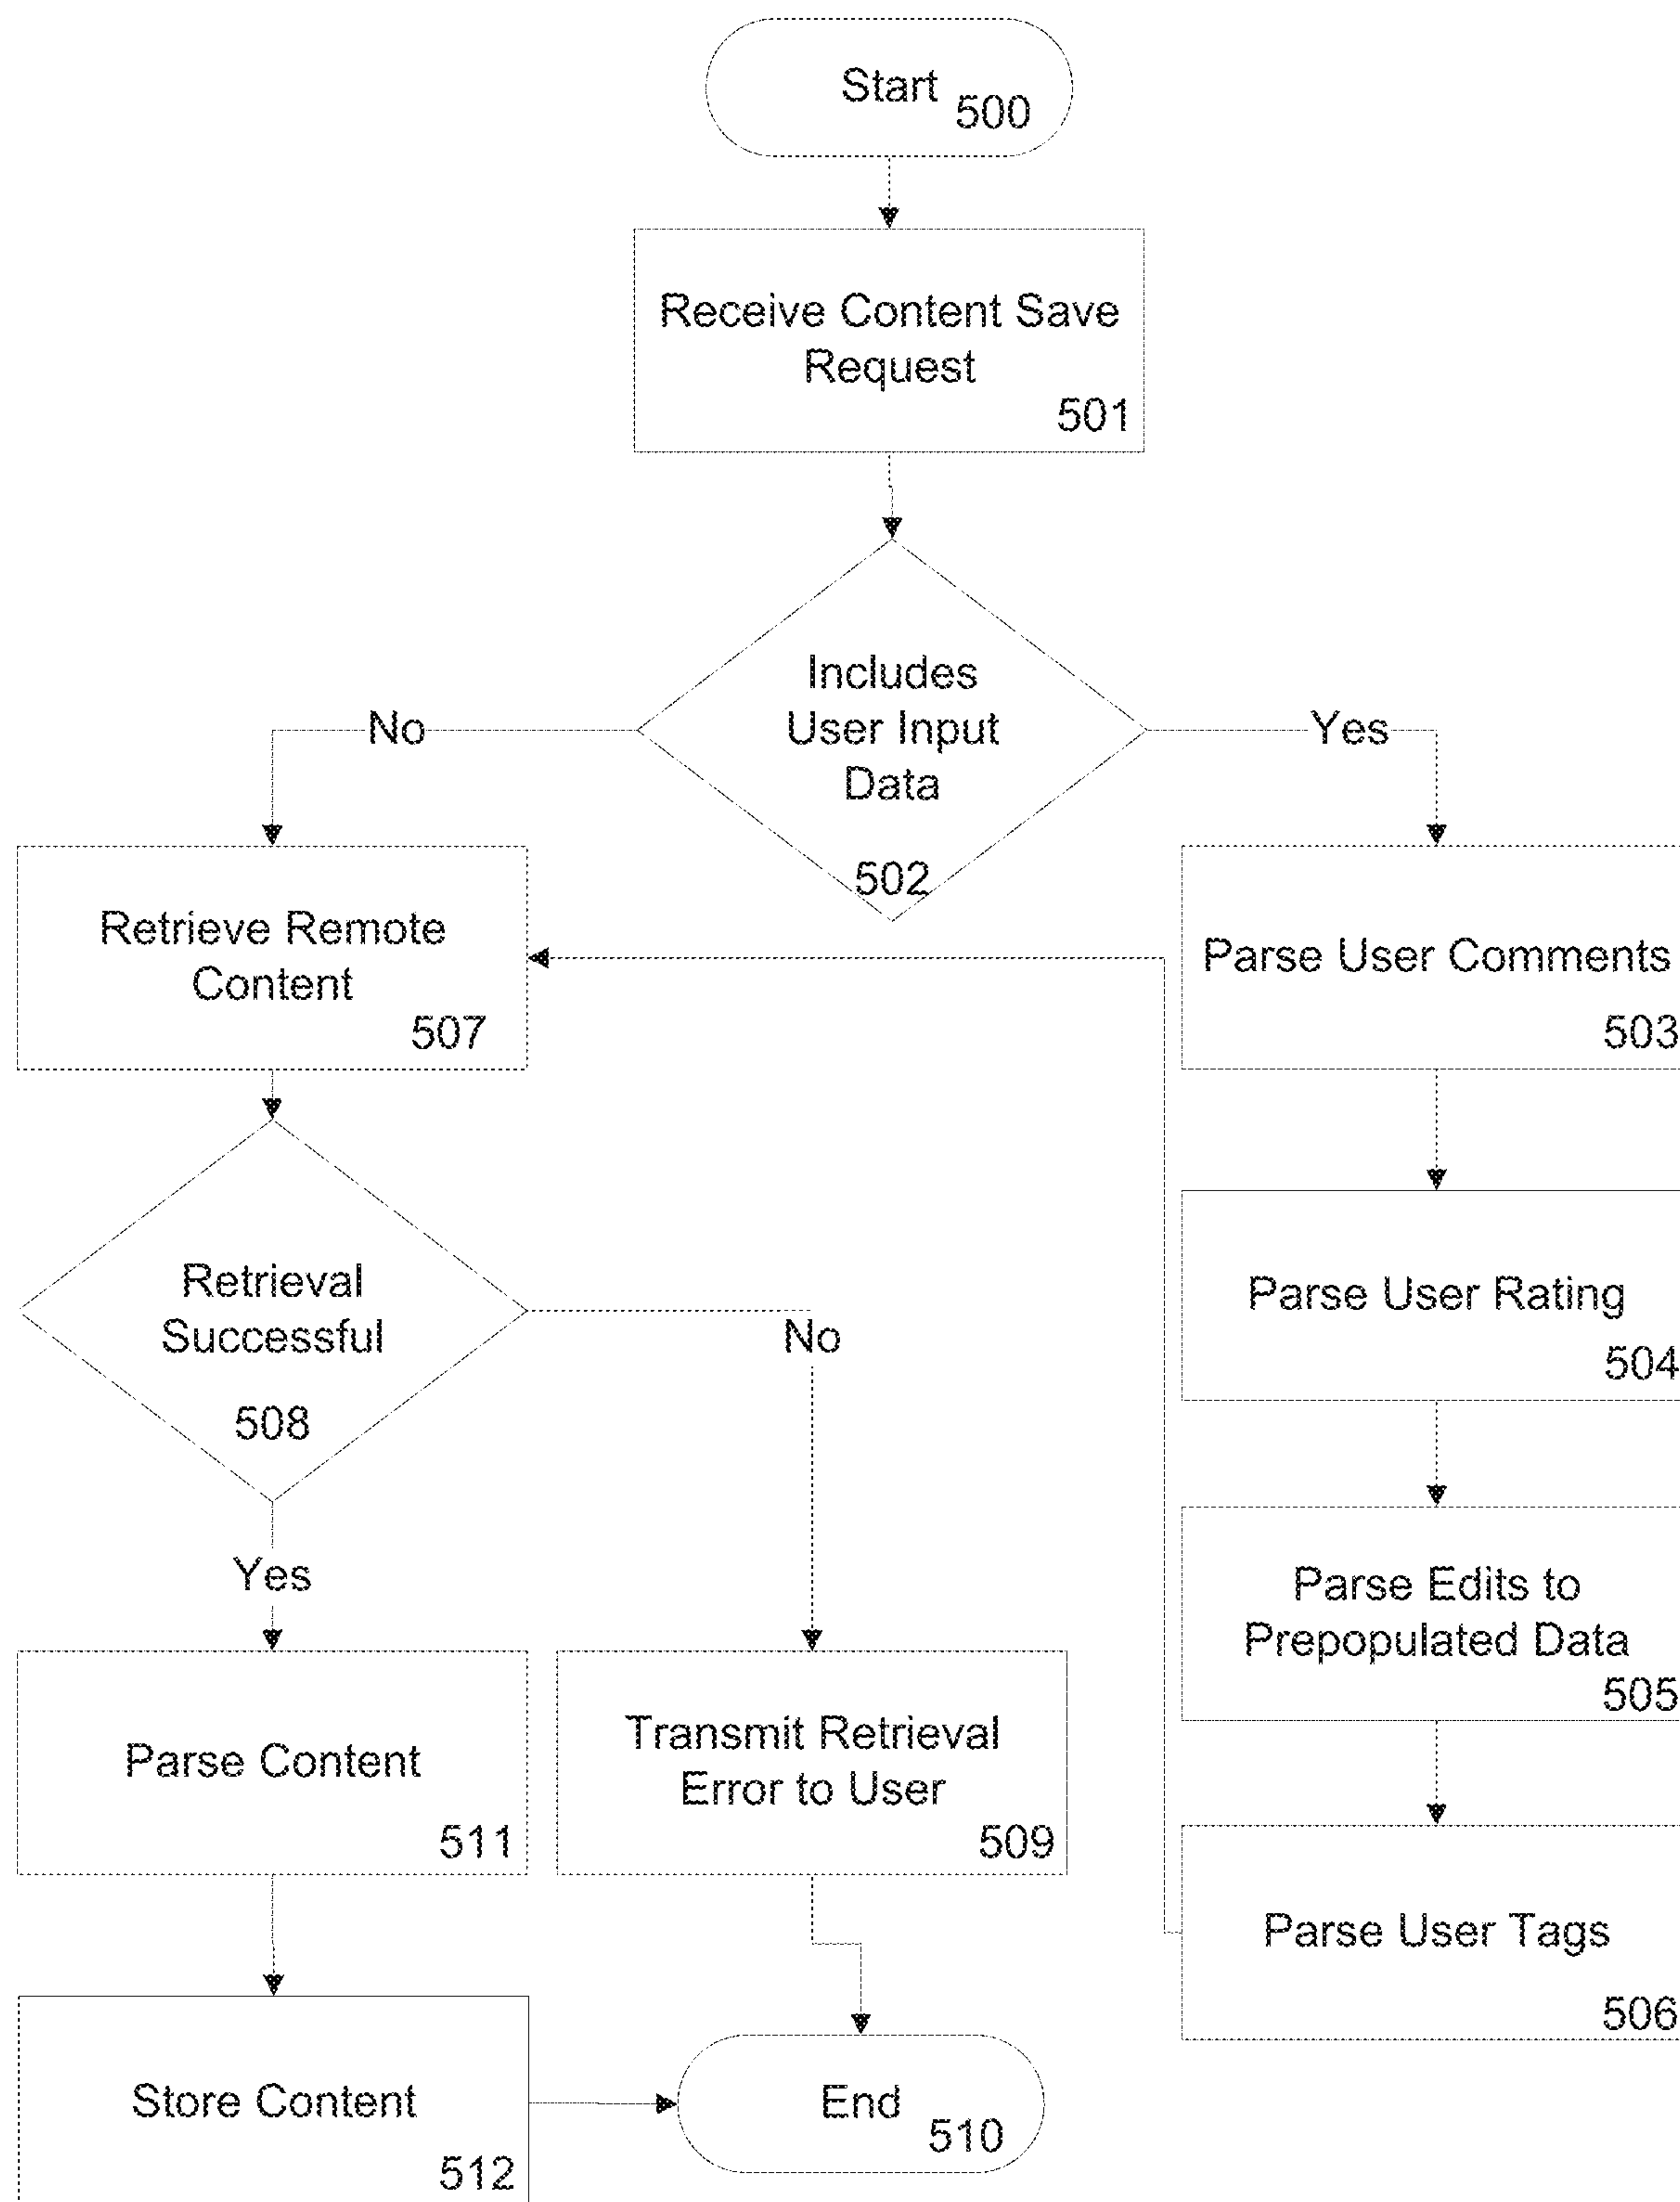 Start
500
Receive Content Save
Request
501
Includes
User Input
Data
502
No
Yes
Retrieve Remote
Content
507
Parse User Comments
503
Retrieval
Successful
508
No
Yes
Parse User Rating
504
Parse Edits to
Prepopulated Data
505
Parse Content
511
Transmit Retrieval
Error to User
509
Parse User Tags
506
Store Content
512
End
510